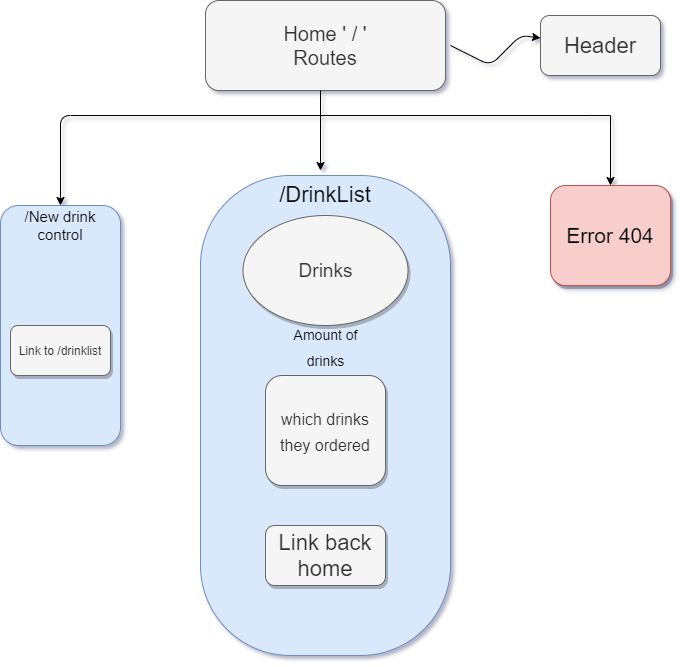 Home ' / '
Routes
Header
/New drink
control
Link to /drinklist
/DrinkList
Drinks
Amount of
drinks
which drinks
they ordered
Link back
home
Error 404